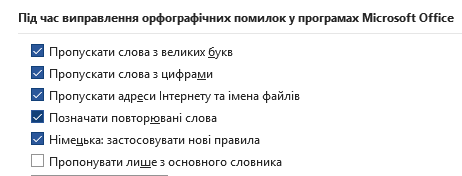 Під час виправлення орфографічних помилок у програмах Microsoft Office
Пропускати слова з великих букв
Пропускати слова з цифрами
Пропускати адреси Інтернету та імена файлів
Позначати повторювані слова
Німецька: застосовувати нові правила
Пропонувати лише з основного словника